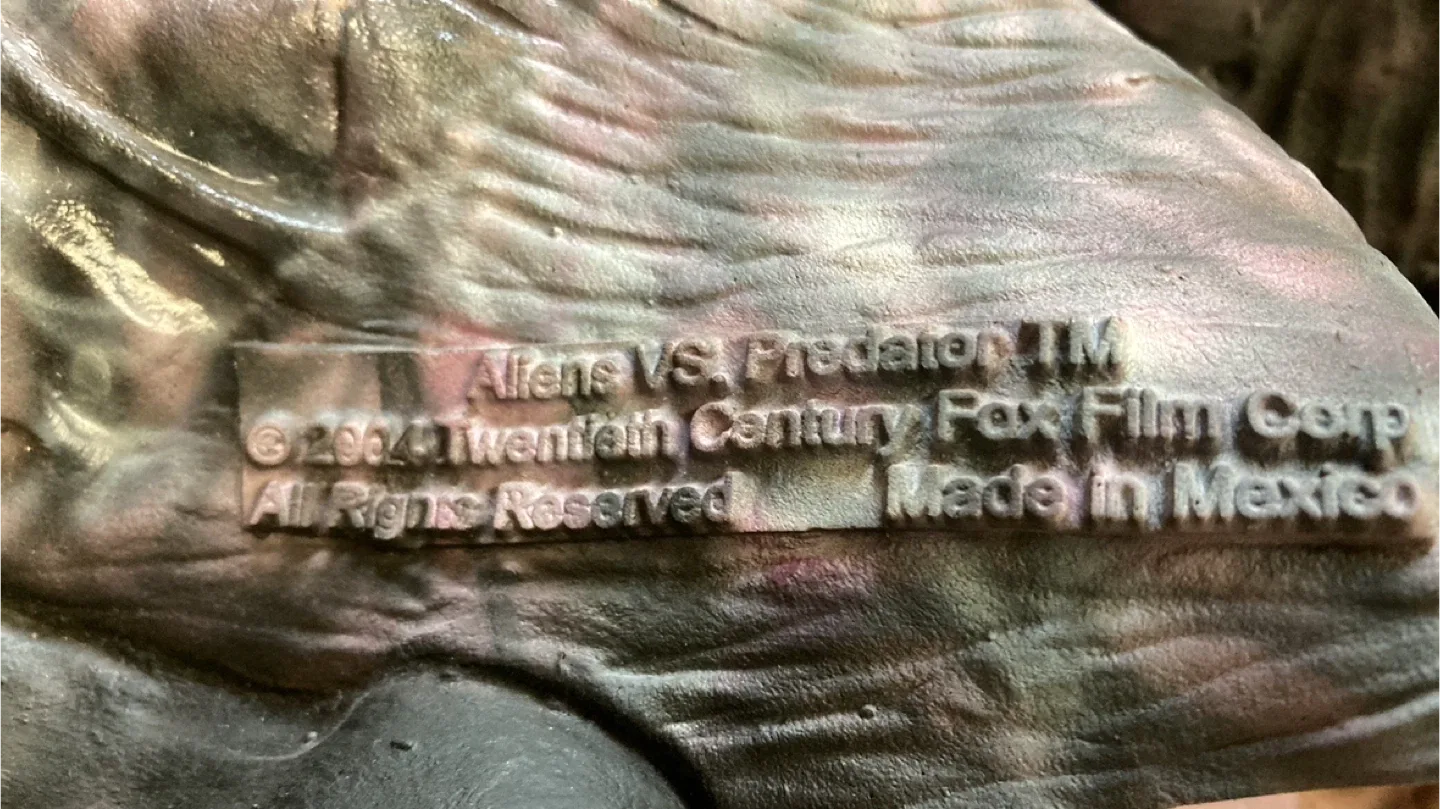 Aliens VS. Predator, TM
© 2004 Twentieth Century Fox Film Corp
All Rights Reserved Made in Mexico